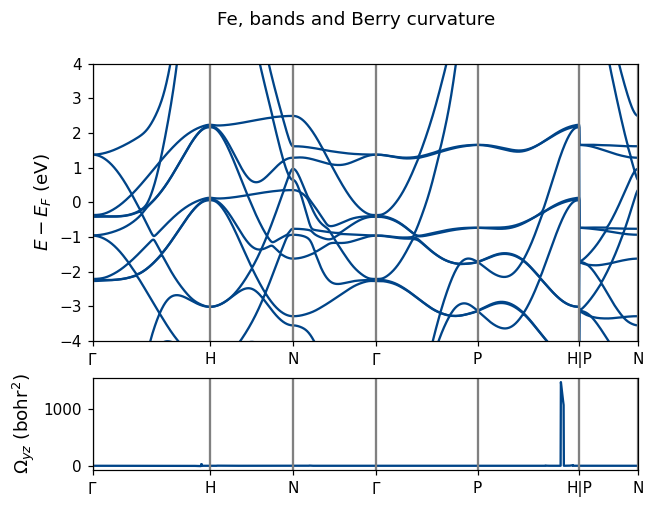 Fe, bands and Berry curvature
E − E_F (eV)
4
3
2
1
0
−1
−2
−3
−4
Γ H N Γ P H|P N
Ω_yz (bohr²)
1000
0
Γ H N Γ P H|P N